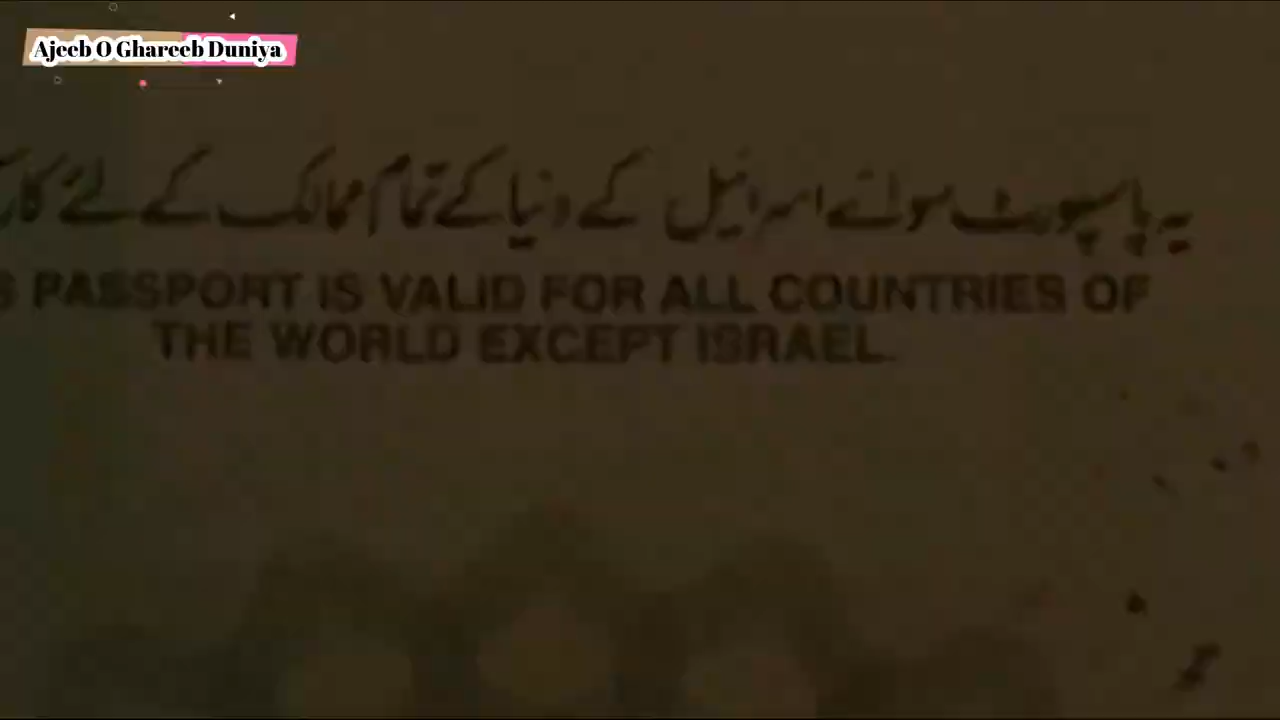 Ajeeb O Ghareeb Duniya
یہ پاسپورٹ سوائے اسرائیل کے دنیا کے تمام ممالک کے لئے
PASSPORT IS VALID FOR ALL COUNTRIES OF
THE WORLD EXCEPT ISRAEL.